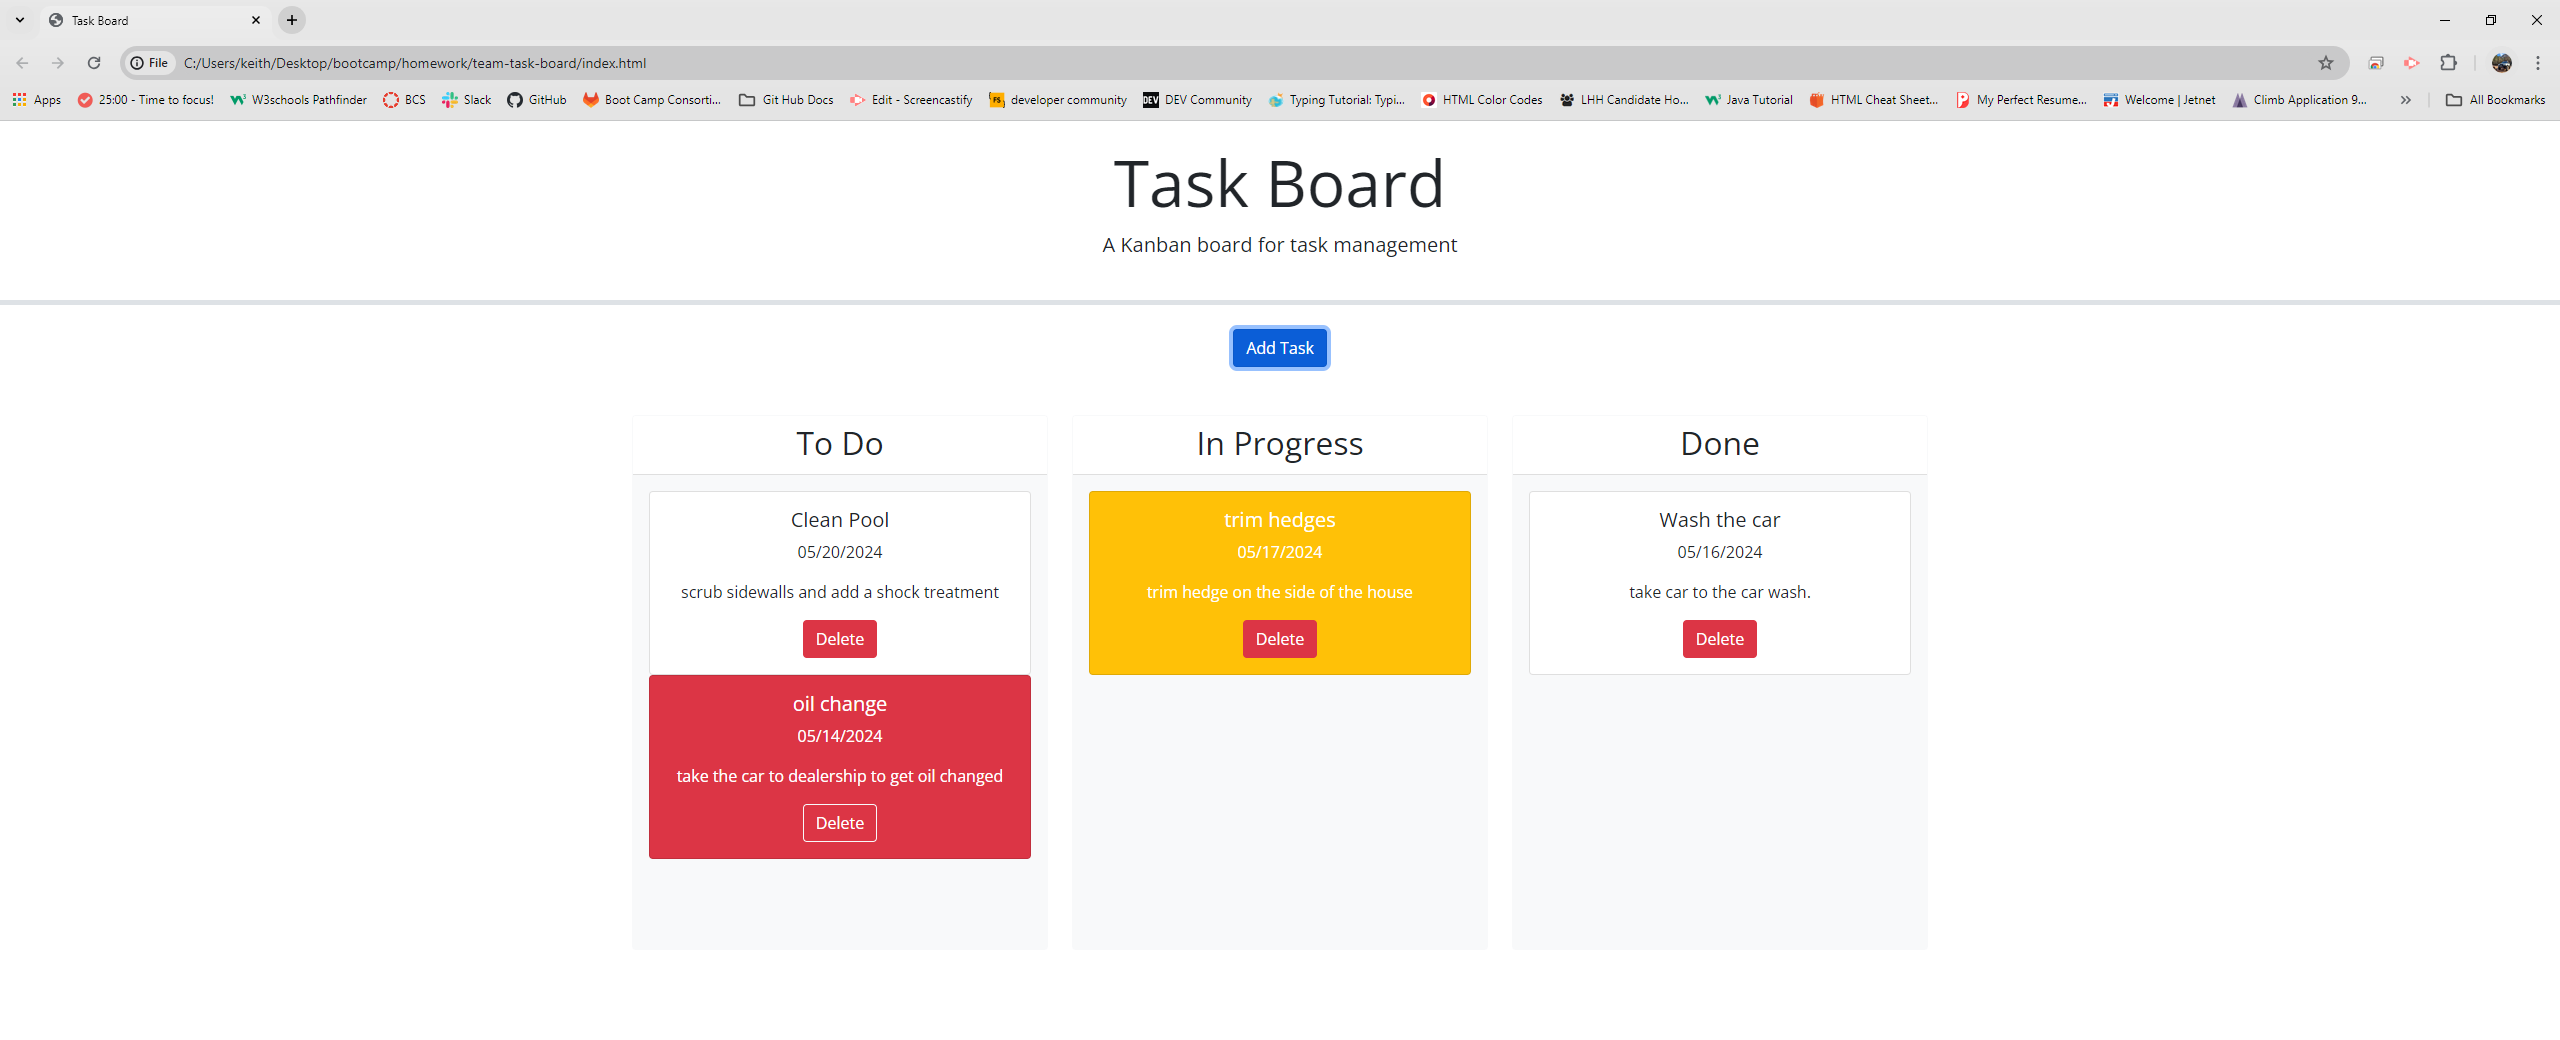 Task Board
File C:/Users/keith/Desktop/bootcamp/homework/team-task-board/index.html
Apps 25:00 - Time to focus! W3schools Pathfinder BCS Slack GitHub Boot Camp Consorti... Git Hub Docs Edit - Screencastify FS developer community DEV DEV Community Typing Tutorial: Typi... HTML Color Codes LHH Candidate Ho... Java Tutorial HTML Cheat Sheet... My Perfect Resume... Welcome | Jetnet Climb Application 9... » All Bookmarks
Task Board
A Kanban board for task management
Add Task
To Do
Clean Pool
05/20/2024
scrub sidewalls and add a shock treatment
Delete
oil change
05/14/2024
take the car to dealership to get oil changed
Delete
In Progress
trim hedges
05/17/2024
trim hedge on the side of the house
Delete
Done
Wash the car
05/16/2024
take car to the car wash.
Delete